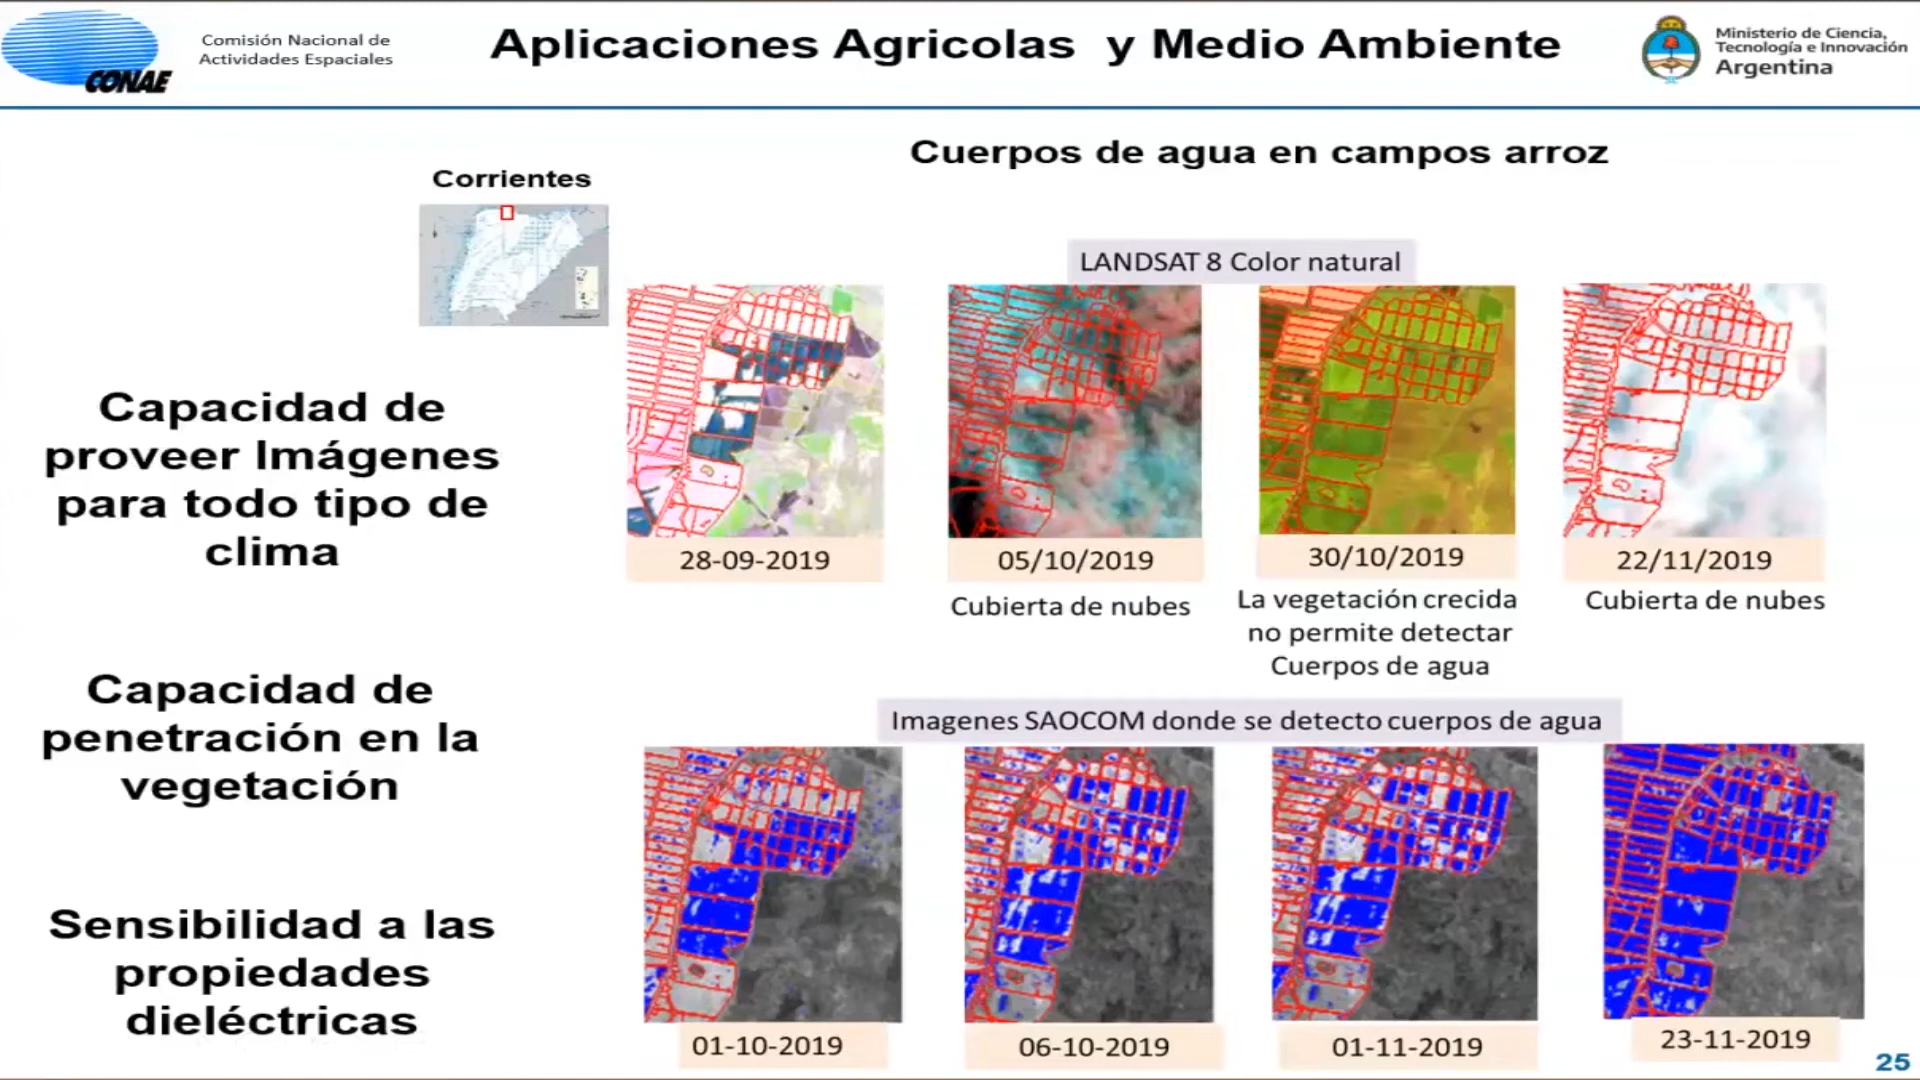 CONAE
Comisión Nacional de
Actividades Espaciales
Aplicaciones Agricolas y Medio Ambiente
Ministerio de Ciencia,
Tecnología e Innovación
Argentina
Cuerpos de agua en campos arroz
Corrientes
LANDSAT 8 Color natural
Capacidad de
proveer Imágenes
para todo tipo de
clima
28-09-2019
05/10/2019
30/10/2019
22/11/2019
Cubierta de nubes
La vegetación crecida
no permite detectar
Cuerpos de agua
Cubierta de nubes
Capacidad de
penetración en la
vegetación
Imagenes SAOCOM donde se detecto cuerpos de agua
Sensibilidad a las
propiedades
dieléctricas
01-10-2019
06-10-2019
01-11-2019
23-11-2019
25